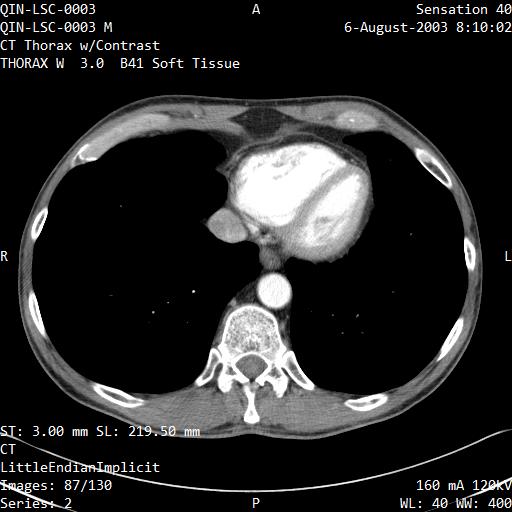 QIN-LSC-0003
A
Sensation 40
QIN-LSC-0003 M
6-August-2003 8:10:02
CT Thorax w/Contrast
THORAX W  3.0  B41 Soft Tissue
R
L
ST: 3.00 mm SL: 219.50 mm
CT
LittleEndianImplicit
Images: 87/130
160 mA 120kV
Series: 2
P
WL: 40 WW: 400